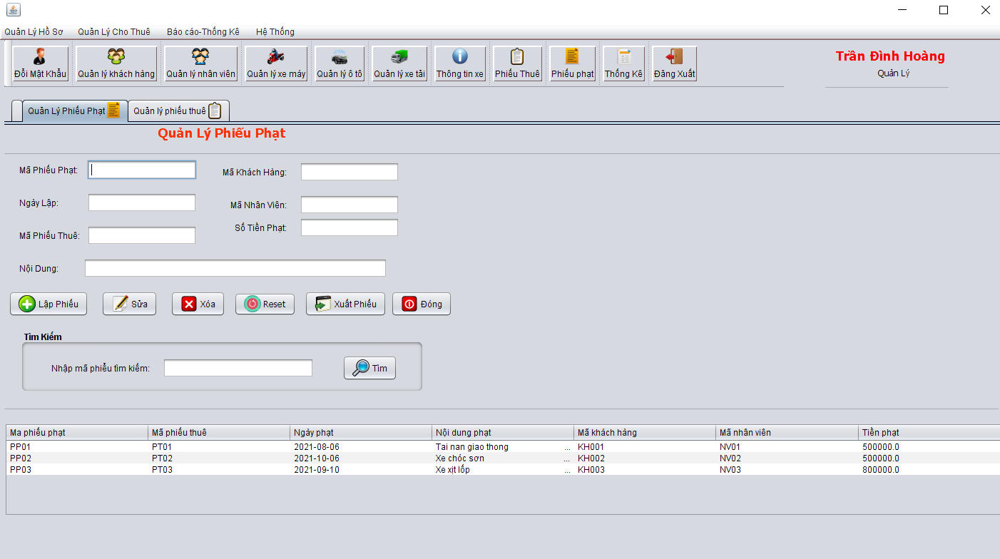 Quản Lý Hồ Sơ Quản Lý Cho Thuê Báo cáo-Thống Kê Hệ Thống
Đổi Mật Khẩu Quản lý khách hàng Quản lý nhân viên Quản lý xe máy Quản lý ô tô Quản lý xe tải Thông tin xe Phiếu Thuê Phiếu phạt Thống Kê Đăng Xuất
Trần Đình Hoàng
Quản Lý
Quản Lý Phiếu Phạt Quản lý phiếu thuê
Quản Lý Phiếu Phạt
Mã Phiếu Phạt: Mã Khách Hàng:
Ngày Lập: Mã Nhân Viên:
Số Tiền Phạt:
Mã Phiếu Thuê:
Nội Dung:
Lập Phiếu Sửa Xóa Reset Xuất Phiếu Đóng
Tìm Kiếm
Nhập mã phiếu tìm kiếm: Tìm
Ma phiếu phạt Mã phiếu thuê Ngày phạt Nội dung phạt Mã khách hàng Mã nhân viên Tiền phạt
PP01 PT01 2021-08-06 Tai nan giao thong ... KH001 NV01 500000.0
PP02 PT02 2021-10-06 Xe chóc sơn ... KH002 NV02 500000.0
PP03 PT03 2021-09-10 Xe xịt lốp ... KH003 NV03 800000.0